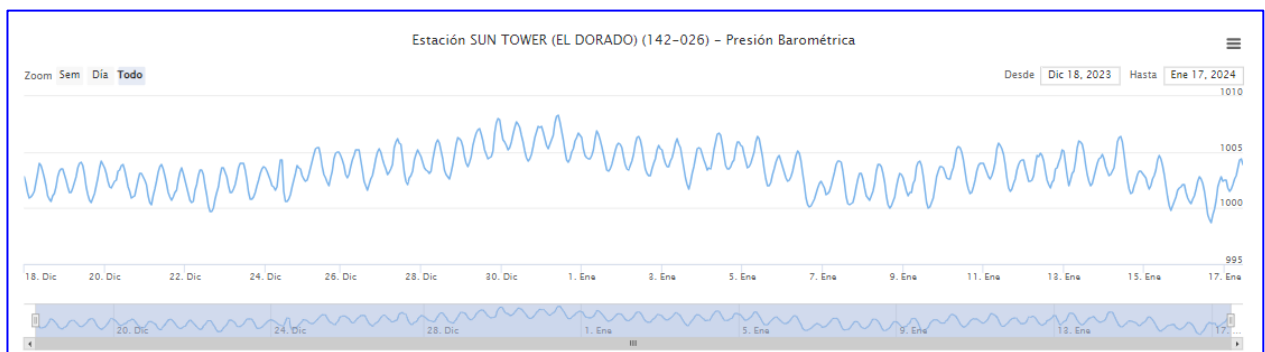 Estación SUN TOWER (EL DORADO) (142-026) - Presión Barométrica
Zoom Sem Día Todo Desde Dic 18, 2023 Hasta Ene 17, 2024
1010
1005
1000
995
18. Dic 20. Dic 22. Dic 24. Dic 26. Dic 28. Dic 30. Dic 1. Ene 3. Ene 5. Ene 7. Ene 9. Ene 11. Ene 13. Ene 15. Ene 17. Ene
20. Dic 24. Dic 28. Dic 1. Ene 5. Ene 9. Ene 13. Ene 17. ...